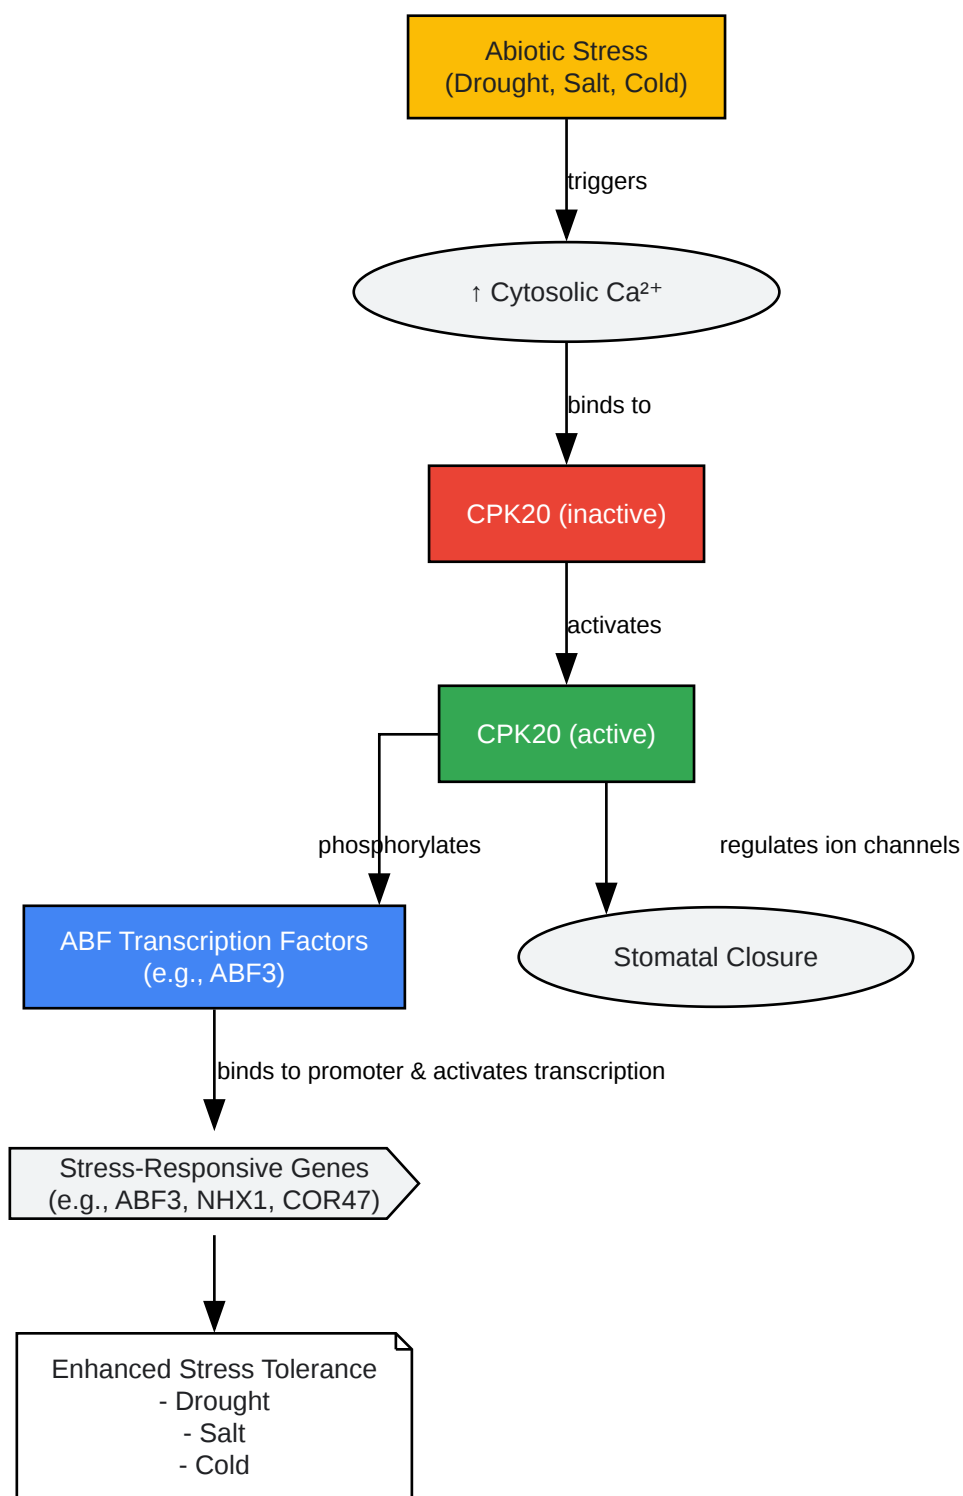 Abiotic Stress
(Drought, Salt, Cold)
triggers
↑ Cytosolic Ca²⁺
binds to
CPK20 (inactive)
activates
CPK20 (active)
phosphorylates
regulates ion channels
ABF Transcription Factors
(e.g., ABF3)
Stomatal Closure
binds to promoter & activates transcription
Stress-Responsive Genes
(e.g., ABF3, NHX1, COR47)
Enhanced Stress Tolerance
- Drought
- Salt
- Cold